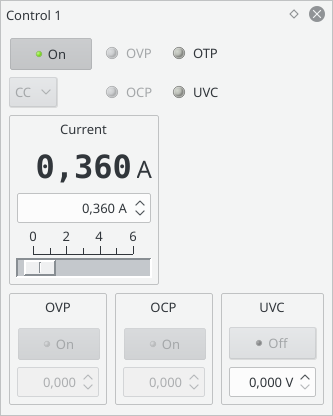 Control 1
On OVP OTP
CC OCP UVC
Current
0,360 A
0,360 A
0 2 4 6
OVP OCP UVC
On On Off
0,000 0,000 0,000 V